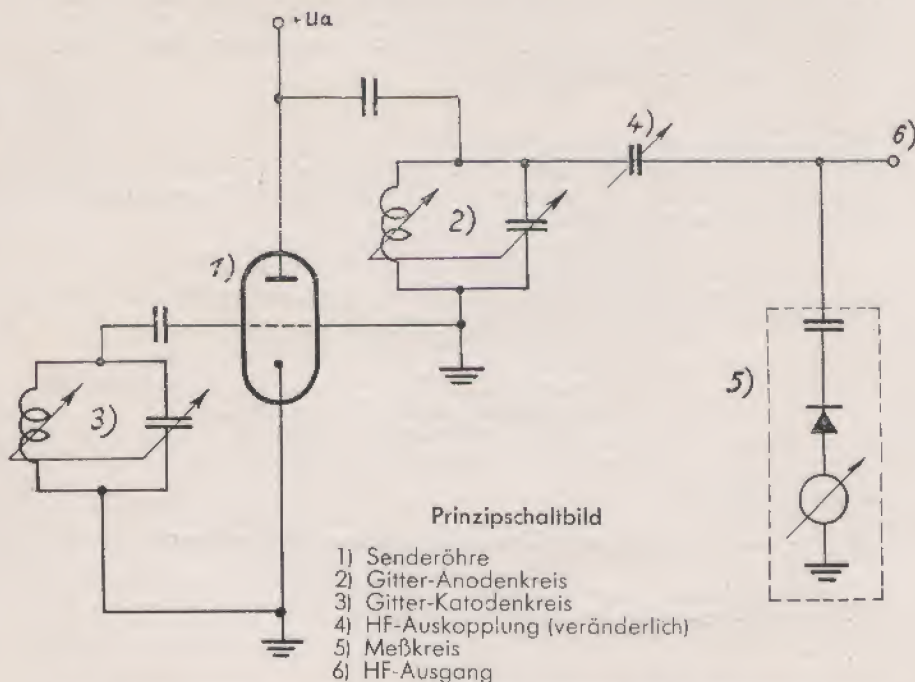 +Ua
4)
6)
2)
1)
5)
3)
Prinzipschaltbild
1) Senderöhre
2) Gitter-Anodenkreis
3) Gitter-Katodenkreis
4) HF-Auskopplung (veränderlich)
5) Meßkreis
6) HF-Ausgang